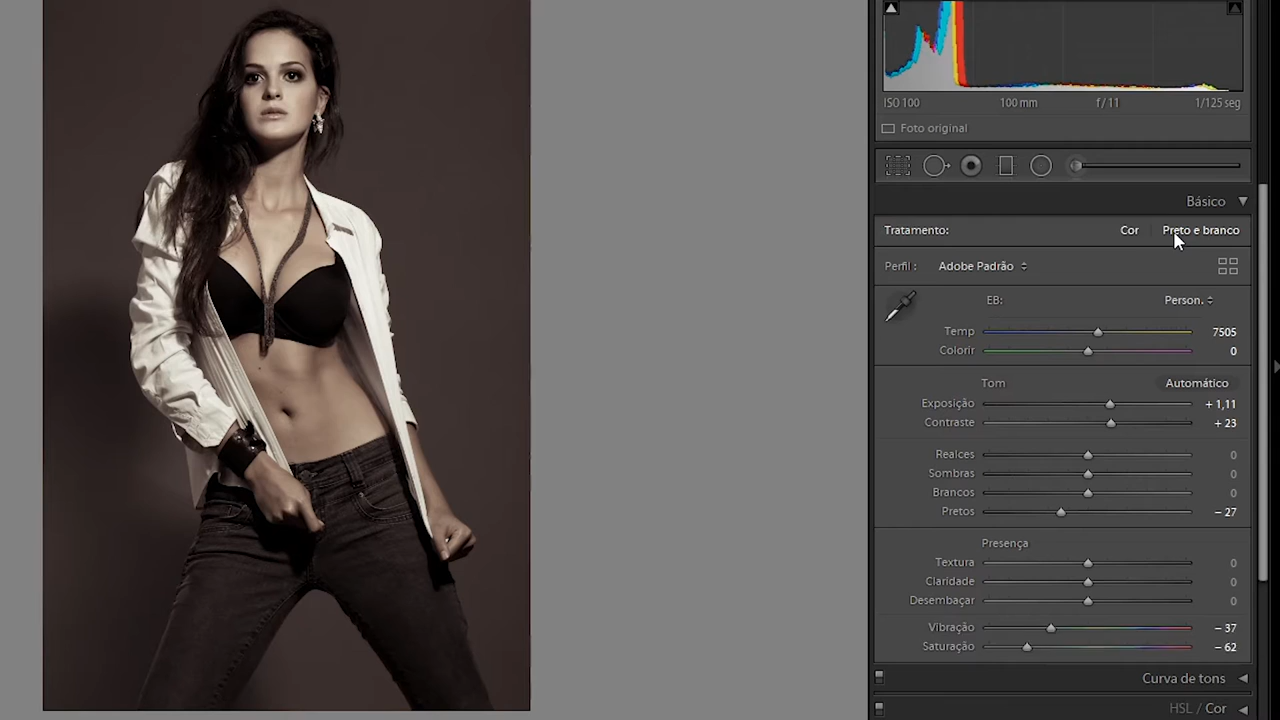 ISO 100 100 mm f / 11 1/125 seg
Foto original
Básico
Tratamento: Cor Preto e branco
Perfil : Adobe Padrão
EB: Person.
Temp 7505
Colorir 0
Tom Automático
Exposição + 1,11
Contraste + 23
Realces 0
Sombras 0
Brancos 0
Pretos – 27
Presença
Textura 0
Claridade 0
Desembaçar 0
Vibração – 37
Saturação – 62
Curva de tons
HSL / Cor